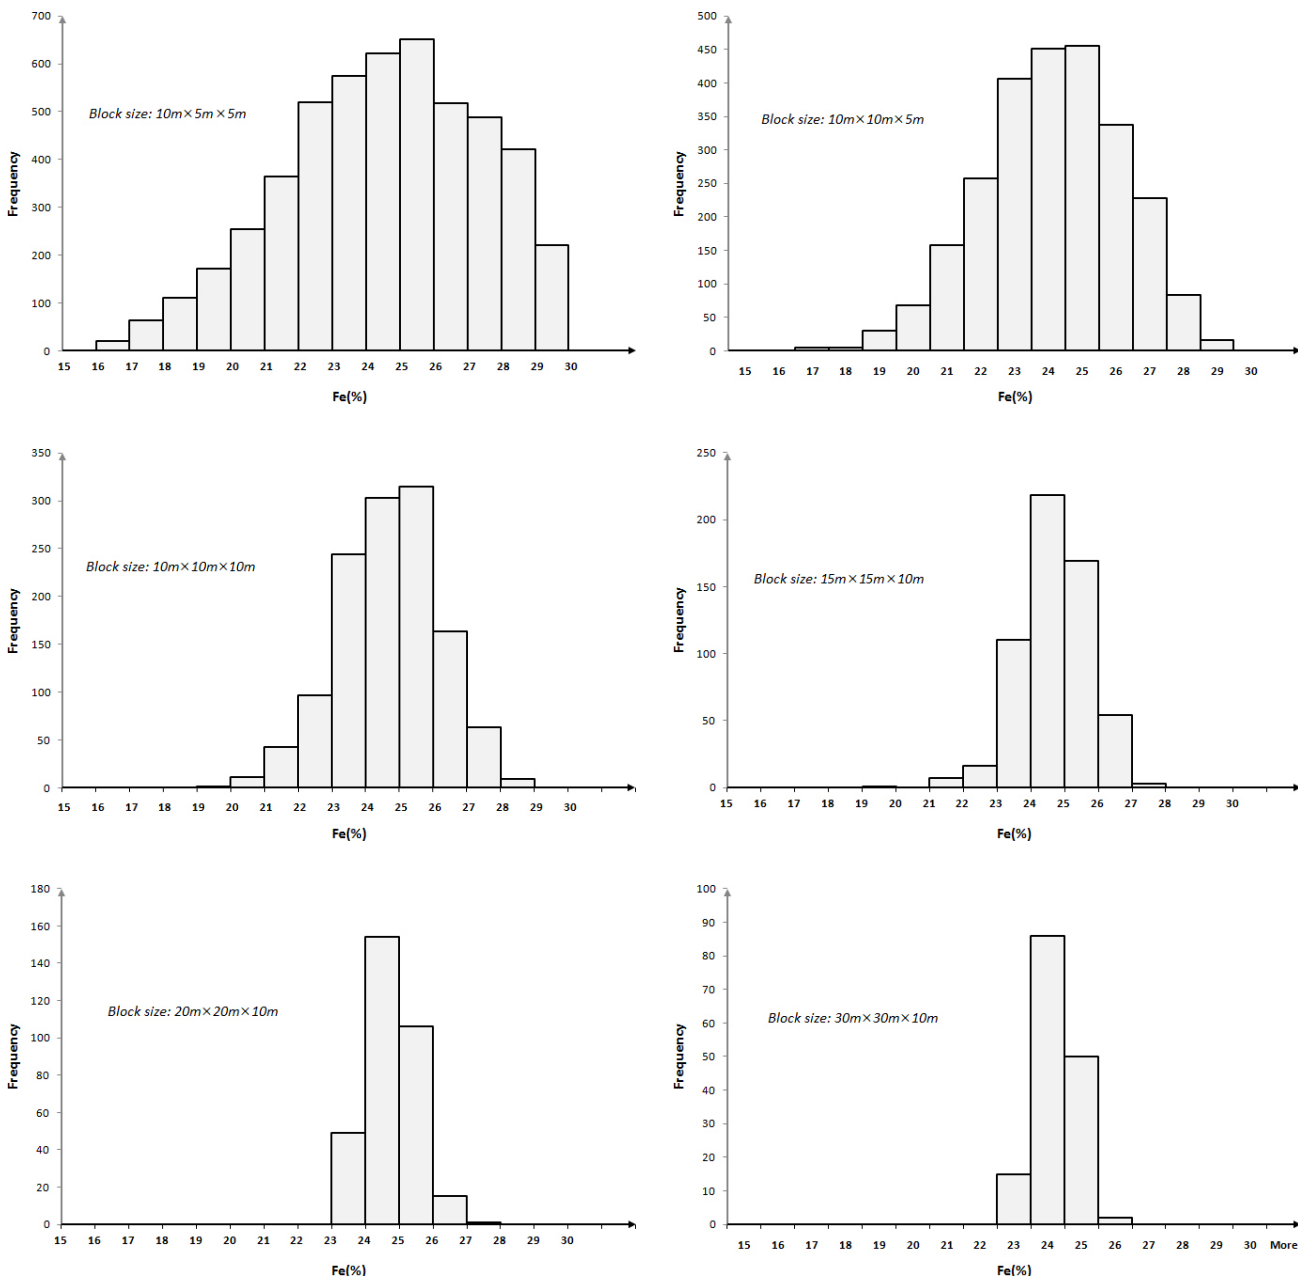 700
600
500
400
300
200
100
0
Frequency
Block size: 10m×5m×5m
15 16 17 18 19 20 21 22 23 24 25 26 27 28 29 30
Fe(%)
500
450
400
350
300
250
200
150
100
50
0
Frequency
Block size: 10m×10m×5m
15 16 17 18 19 20 21 22 23 24 25 26 27 28 29 30
Fe(%)
350
300
250
200
150
100
50
0
Frequency
Block size: 10m×10m×10m
15 16 17 18 19 20 21 22 23 24 25 26 27 28 29 30
Fe(%)
250
200
150
100
50
0
Frequency
Block size: 15m×15m×10m
15 16 17 18 19 20 21 22 23 24 25 26 27 28 29 30
Fe(%)
180
160
140
120
100
80
60
40
20
0
Frequency
Block size: 20m×20m×10m
15 16 17 18 19 20 21 22 23 24 25 26 27 28 29 30
Fe(%)
100
90
80
70
60
50
40
30
20
10
0
Frequency
Block size: 30m×30m×10m
15 16 17 18 19 20 21 22 23 24 25 26 27 28 29 30 More
Fe(%)